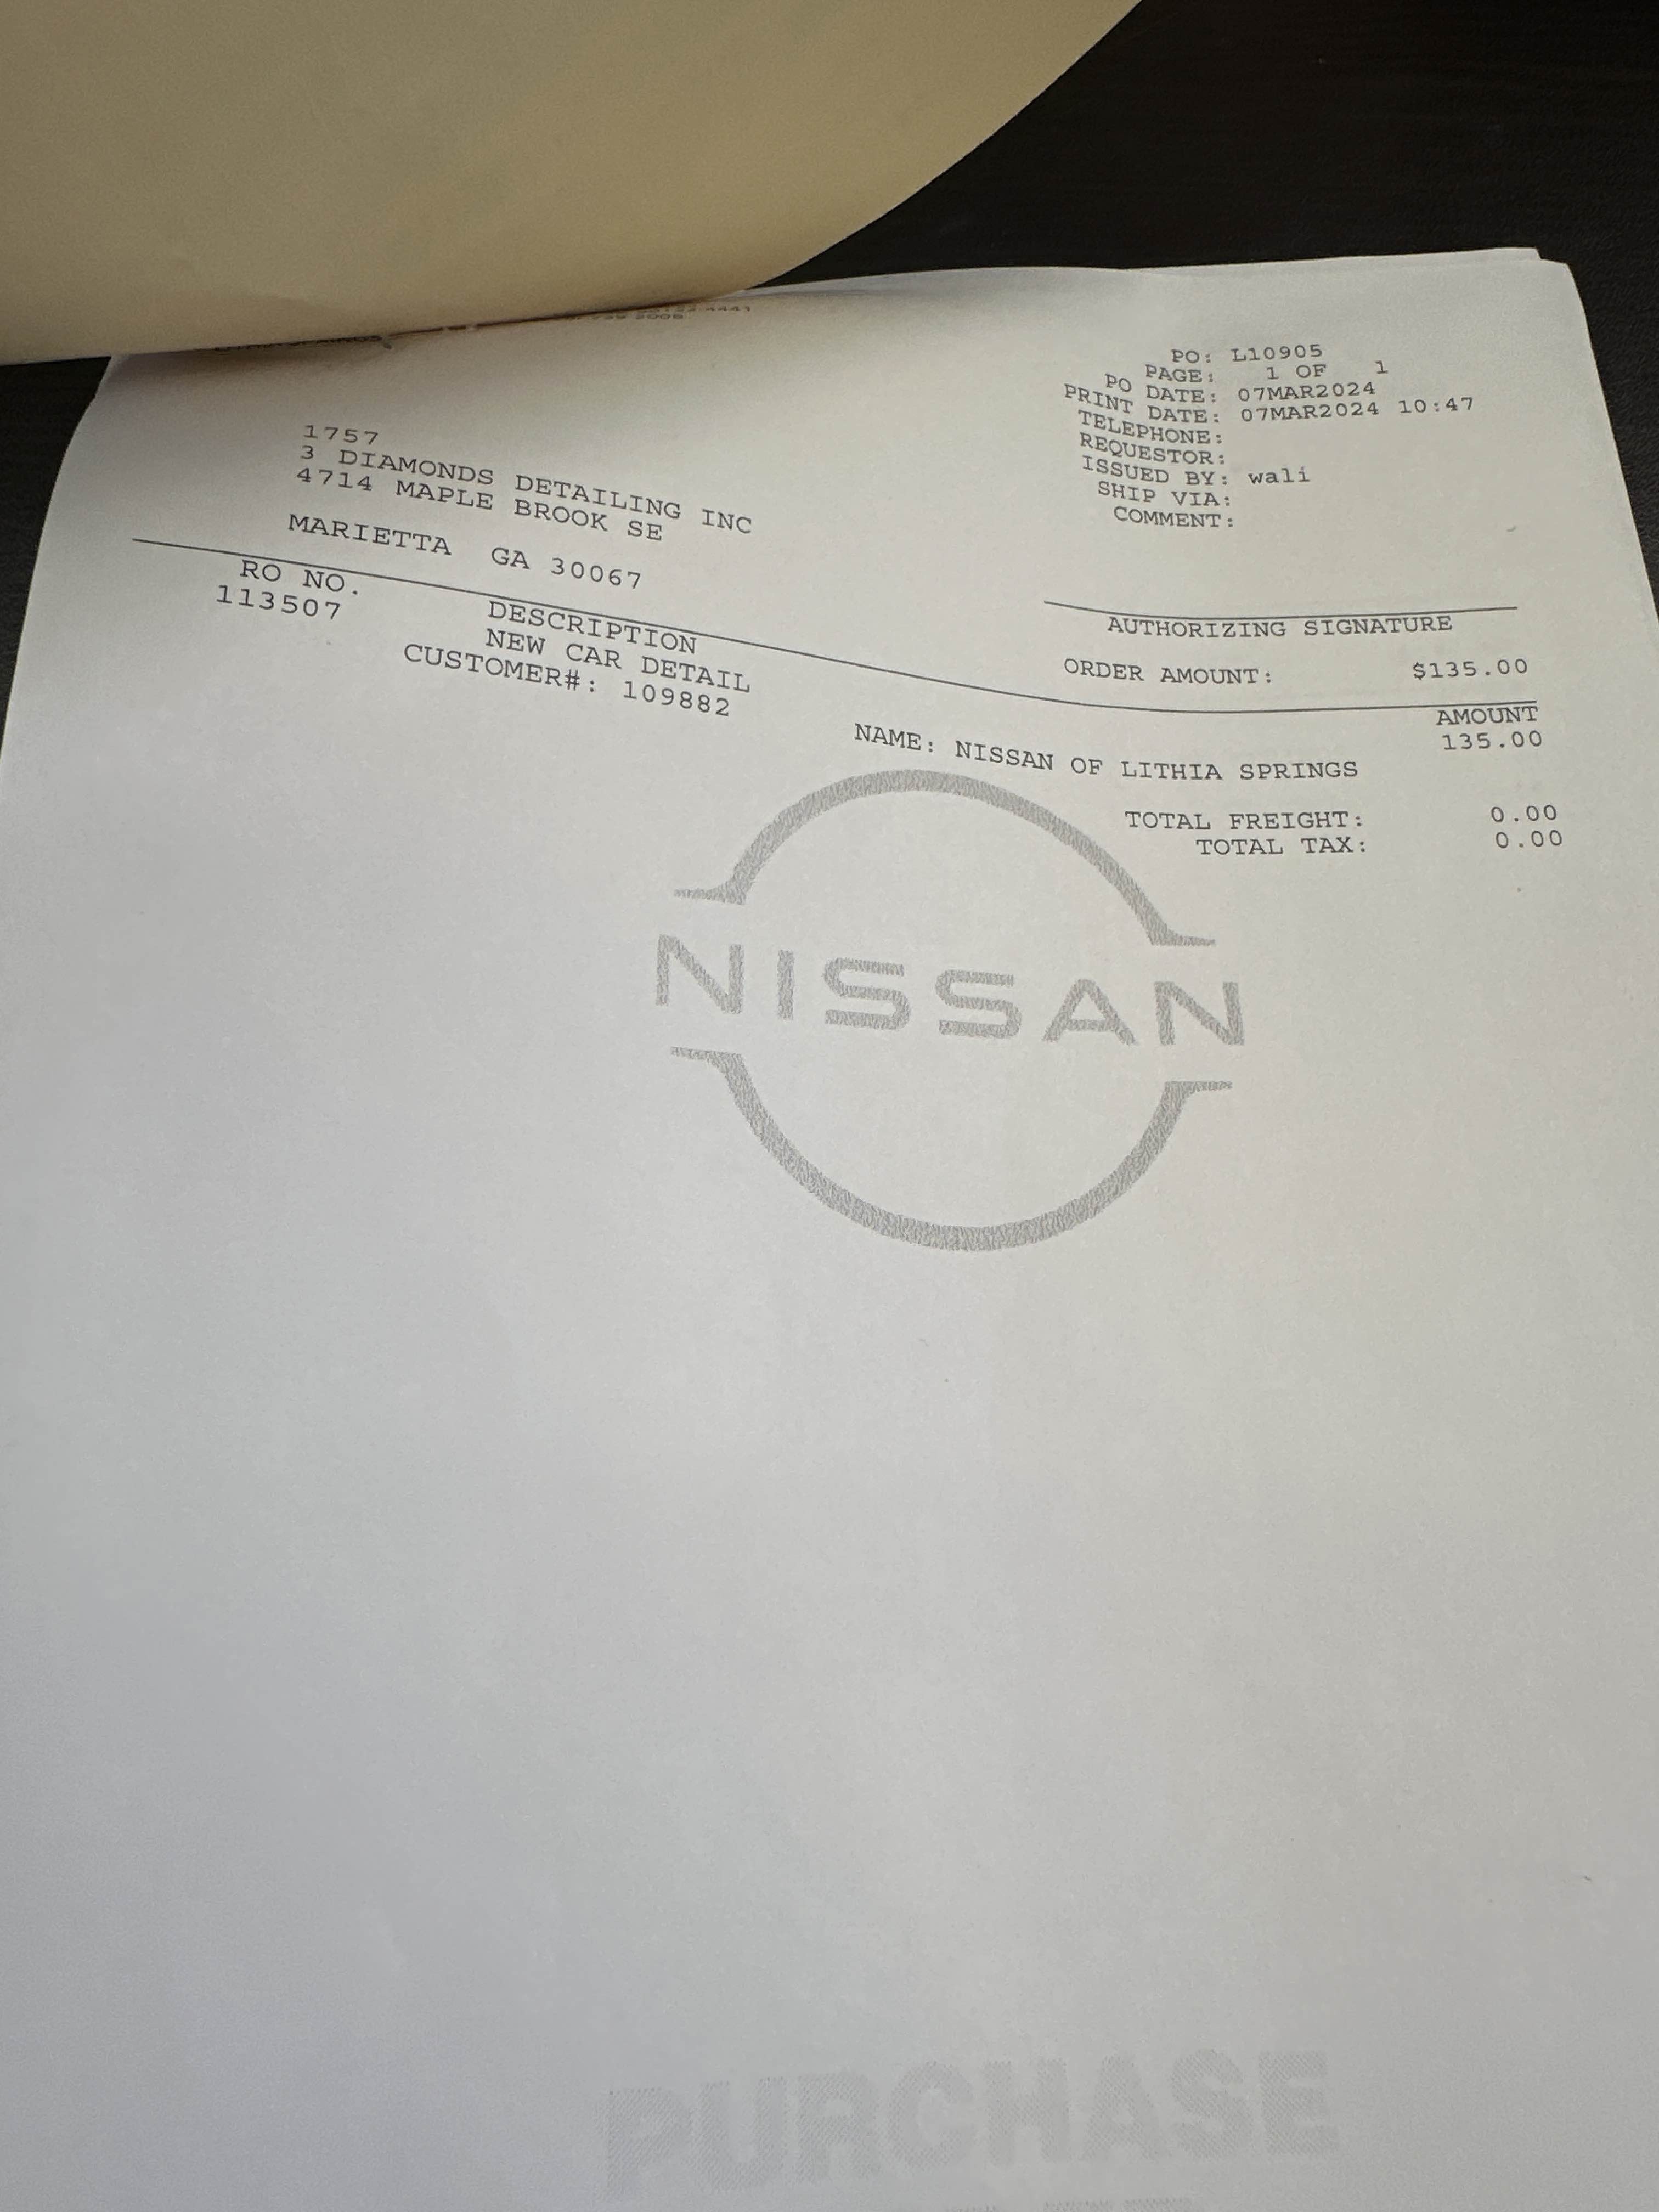 PO: L10905
PAGE: 1 OF 1
PO DATE: 07MAR2024
PRINT DATE: 07MAR2024 10:47
TELEPHONE:
REQUESTOR:
ISSUED BY: wali
SHIP VIA:
COMMENT:
1757
3 DIAMONDS DETAILING INC
4714 MAPLE BROOK SE
MARIETTA GA 30067
AUTHORIZING SIGNATURE
ORDER AMOUNT: $135.00
RO NO. DESCRIPTION AMOUNT
113507 NEW CAR DETAIL 135.00
CUSTOMER#: 109882 NAME: NISSAN OF LITHIA SPRINGS
TOTAL FREIGHT: 0.00
TOTAL TAX: 0.00
NISSAN
PURCHASE